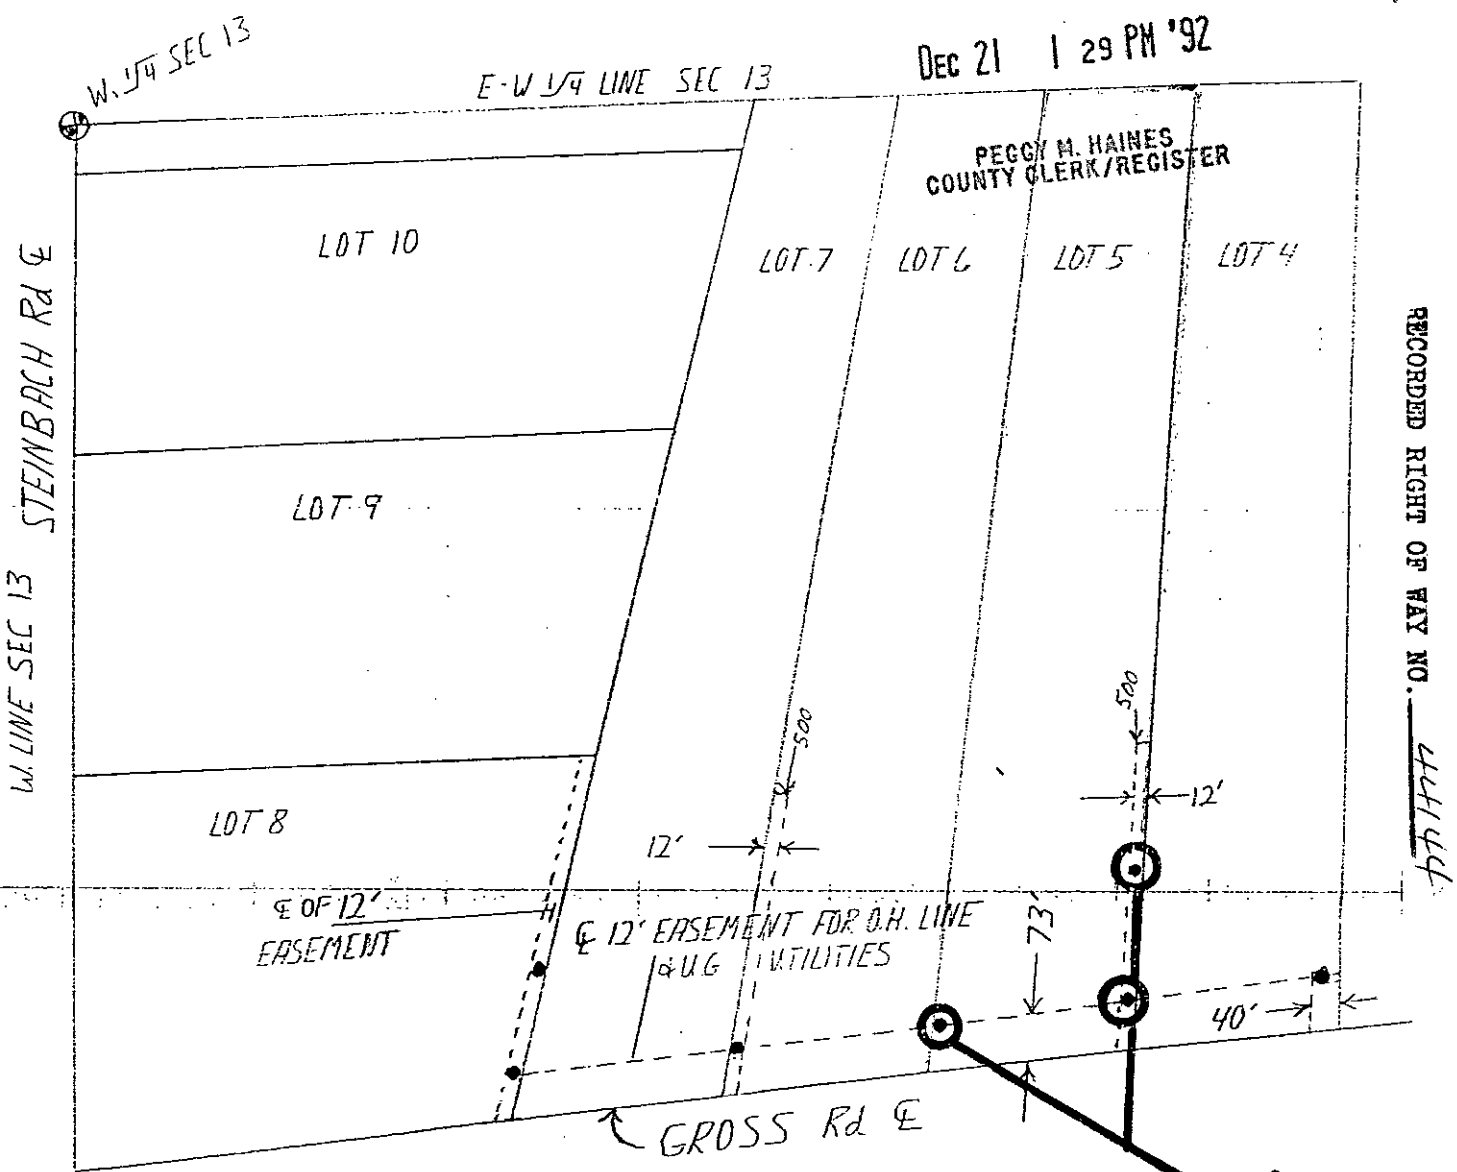 DEC 21 1 29 PM '92
W. 1/4 SEC 13
E-W 1/4 LINE SEC 13
PEGGY M. HAINES
COUNTY CLERK/REGISTER
LOT 10
LOT 7
LOT 6
LOT 5
LOT 4
W. LINE SEC 13 STEINBACH Rd ℄
RECORDED RIGHT OF WAY NO. 44144
LOT 9
500
500
12'
LOT 8
12'
℄ OF 12'
EASEMENT
℄ 12' EASEMENT FOR O.H. LINE
& U.G UTILITIES
73'
40'
GROSS Rd ℄